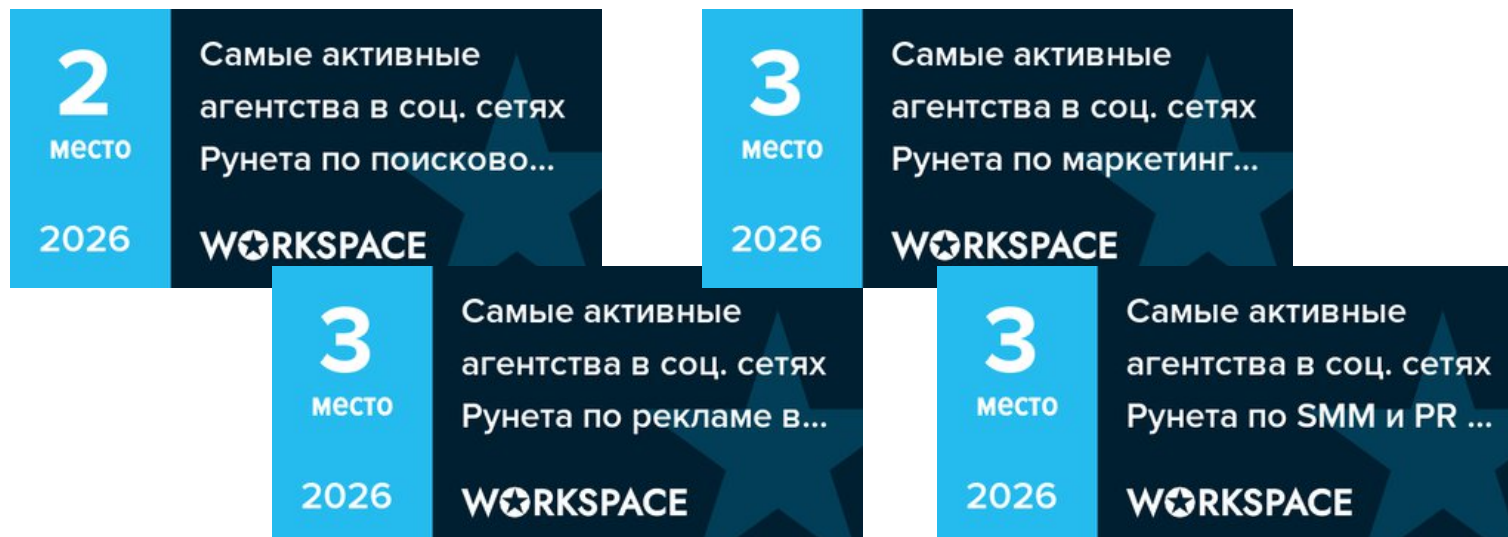 2
место
2026
Самые активные
агентства в соц. сетях
Рунета по поисково...
WORKSPACE
3
место
2026
Самые активные
агентства в соц. сетях
Рунета по маркетинг...
WORKSPACE
3
место
2026
Самые активные
агентства в соц. сетях
Рунета по рекламе в...
WORKSPACE
3
место
2026
Самые активные
агентства в соц. сетях
Рунета по SMM и PR ...
WORKSPACE